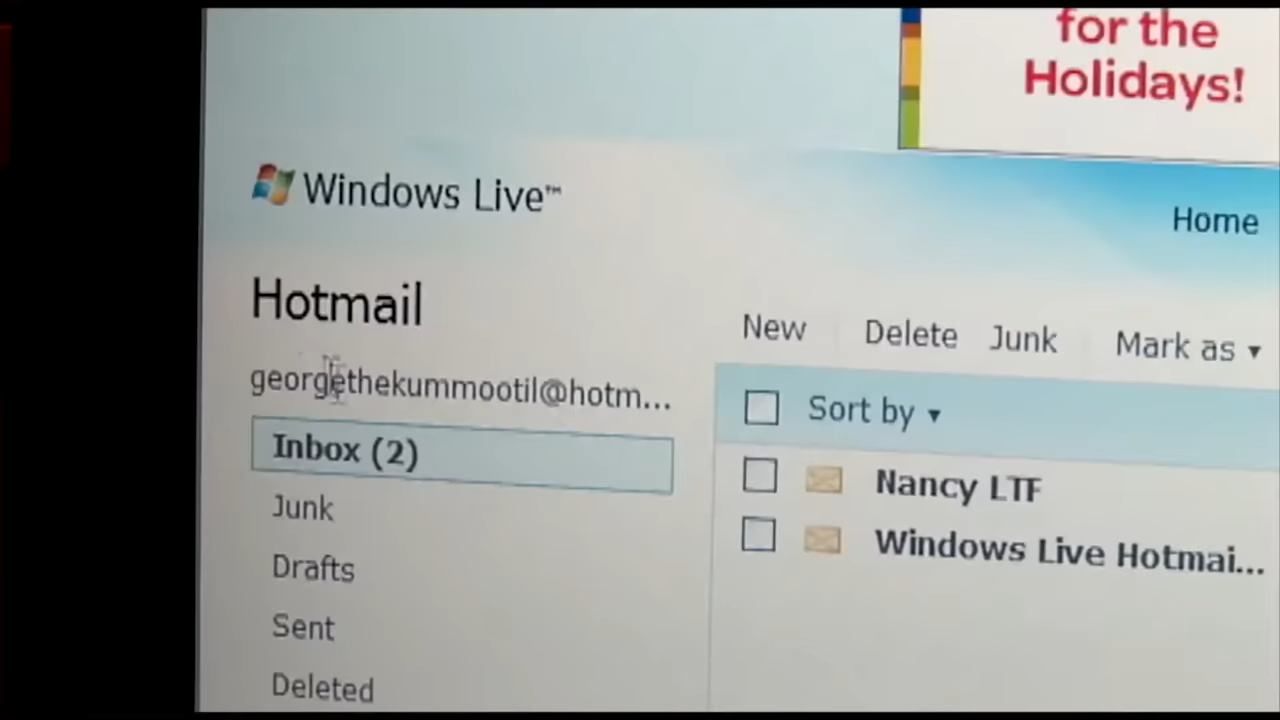 for the
Holidays!
Windows Live™
Home
Hotmail
New Delete Junk Mark as ▾
georgethekummootil@hotm...
Sort by ▾
Inbox (2)
Nancy LTF
Junk
Windows Live Hotmai...
Drafts
Sent
Deleted